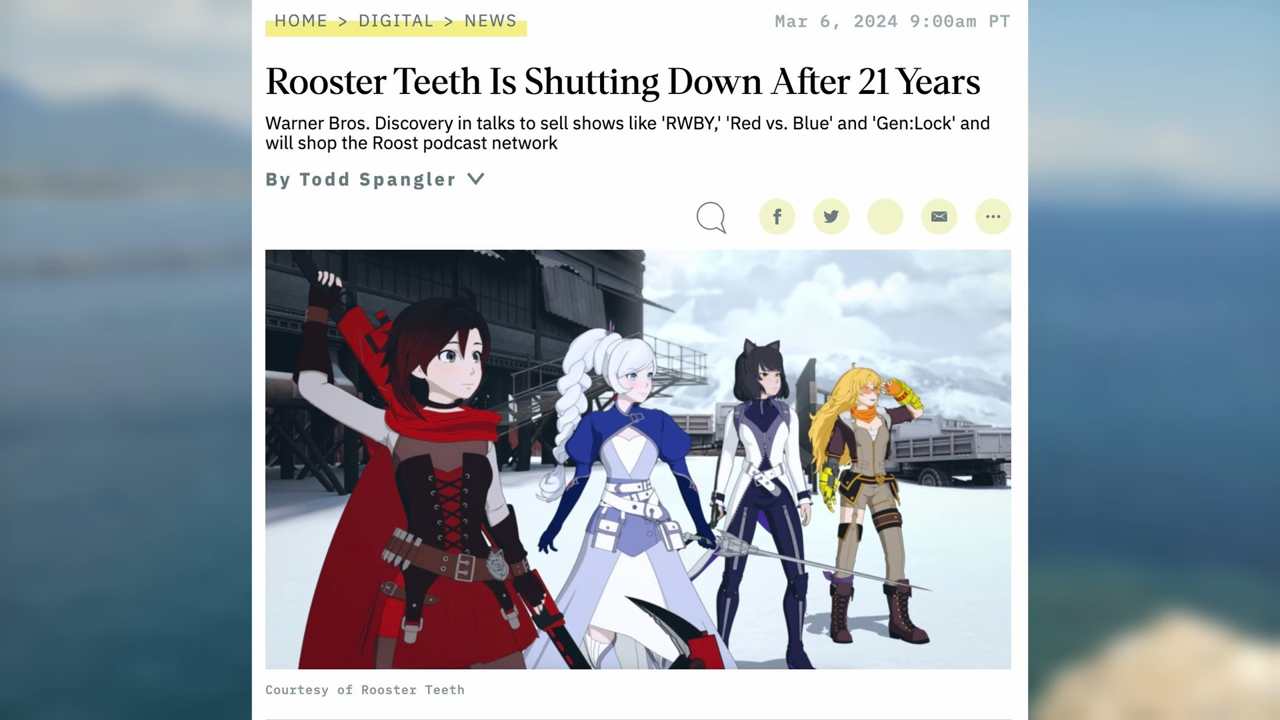 HOME > DIGITAL > NEWS
Mar 6, 2024 9:00am PT
Rooster Teeth Is Shutting Down After 21 Years
Warner Bros. Discovery in talks to sell shows like 'RWBY,' 'Red vs. Blue' and 'Gen:Lock' and
will shop the Roost podcast network
By Todd Spangler
Courtesy of Rooster Teeth